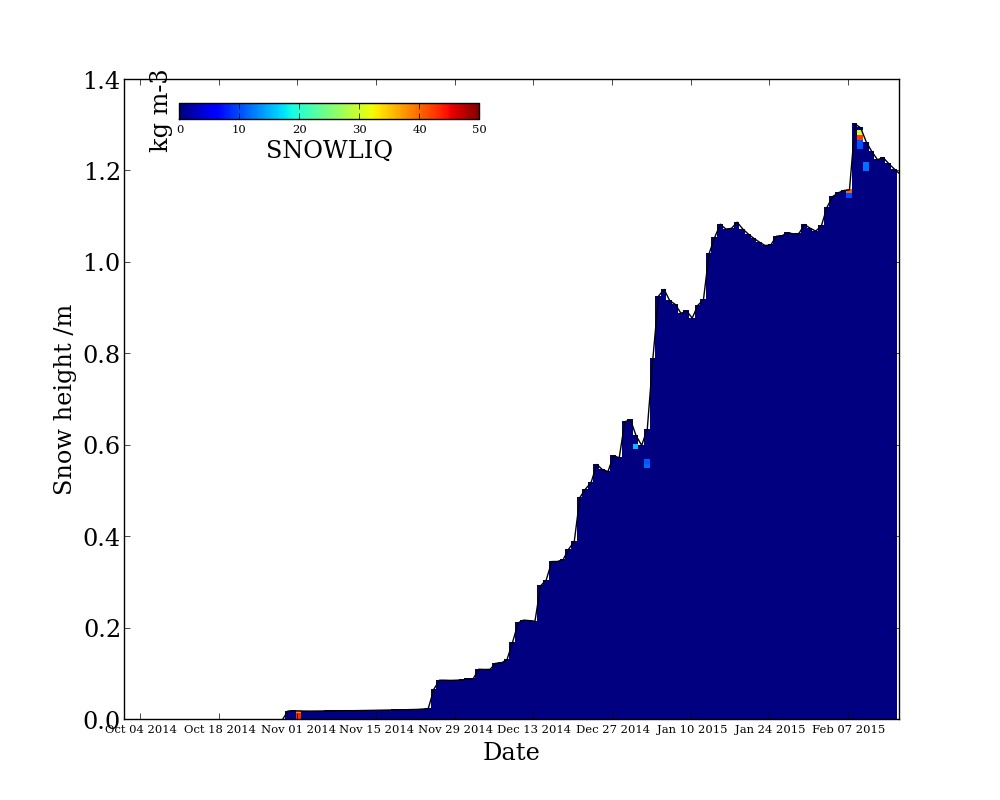 1.4
kg m-3
0 10 20 30 40 50
SNOWLIQ
1.2
1.0
0.8
Snow height /m
0.6
0.4
0.2
0.0
Oct 04 2014 Oct 18 2014 Nov 01 2014 Nov 15 2014 Nov 29 2014 Dec 13 2014 Dec 27 2014 Jan 10 2015 Jan 24 2015 Feb 07 2015
Date